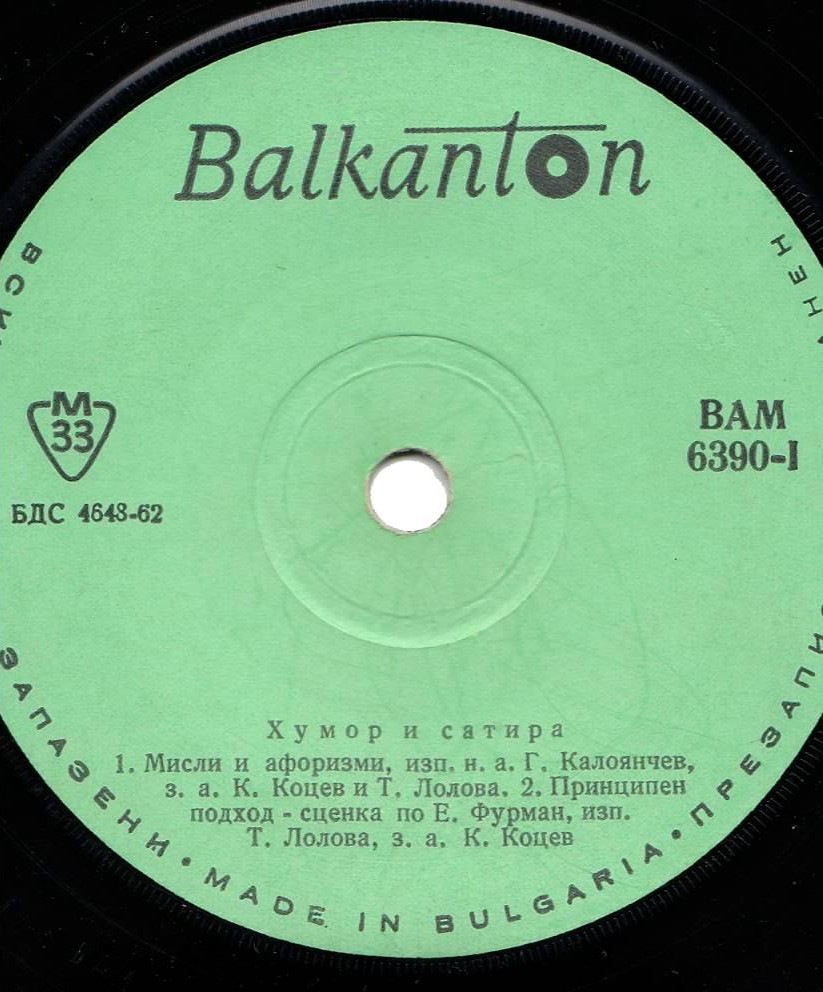 Balkanton
М
33
БДС 4648-62
ВАМ
6390-I
Хумор и сатира
1. Мисли и афоризми, изп. н. а. Г. Калоянчев,
з. а. К. Коцев и Т. Лолова. 2. Принципен
подход - сценка по Е. Фурман, изп.
Т. Лолова, з. а. К. Коцев
ЗАПАЗЕНИ • MADE IN BULGARIA •